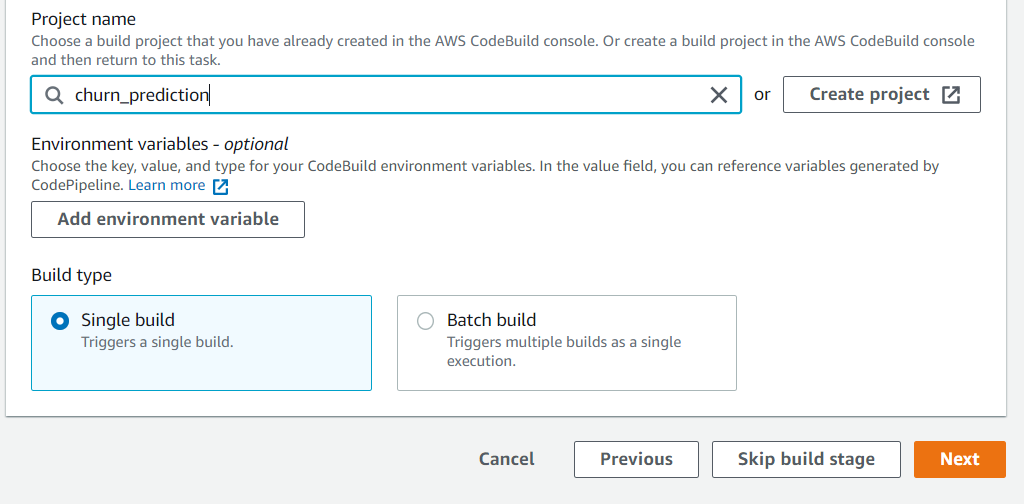 Project name
Choose a build project that you have already created in the AWS CodeBuild console. Or create a build project in the AWS CodeBuild console
and then return to this task.
churn_prediction
or
Create project
Environment variables - optional
Choose the key, value, and type for your CodeBuild environment variables. In the value field, you can reference variables generated by
CodePipeline. Learn more
Add environment variable
Build type
Single build
Triggers a single build.
Batch build
Triggers multiple builds as a single
execution.
Cancel
Previous
Skip build stage
Next